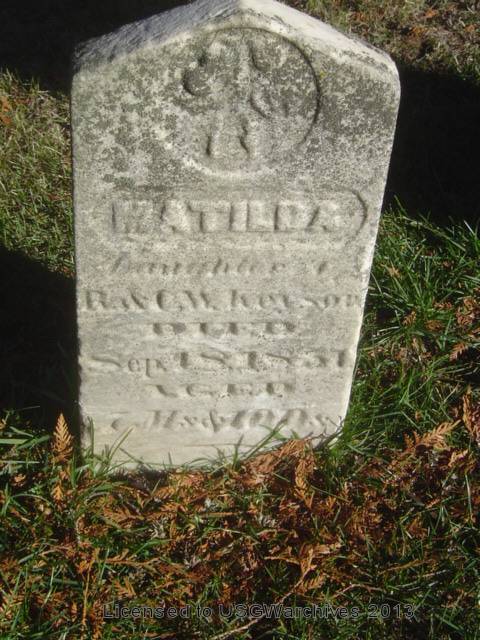 MATILDA
Daughter of
R. & C.W. Keyson
DIED
Sep. 18, 1851
AGED
7 Ms & 10 Ds
Licensed to USGWarchives 2013